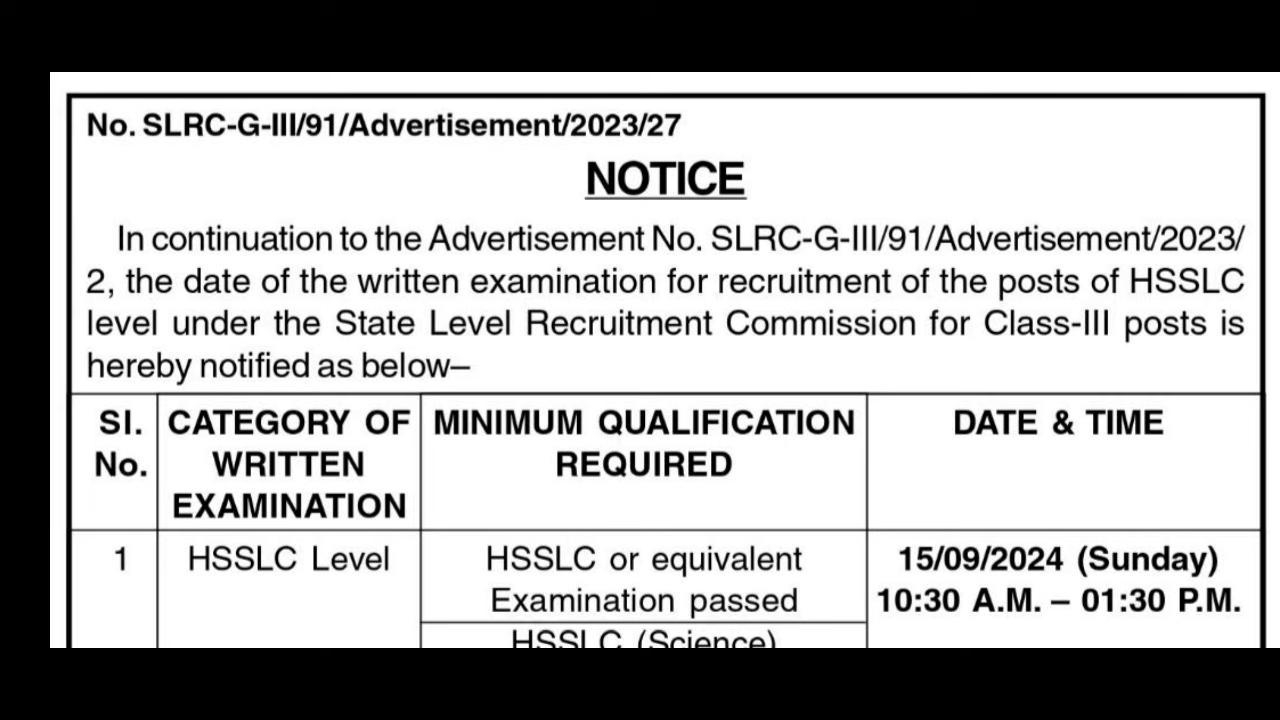 No. SLRC-G-III/91/Advertisement/2023/27
NOTICE
In continuation to the Advertisement No. SLRC-G-III/91/Advertisement/2023/
2, the date of the written examination for recruitment of the posts of HSSLC
level under the State Level Recruitment Commission for Class-III posts is
hereby notified as below–
Sl. No.
CATEGORY OF
WRITTEN
EXAMINATION
MINIMUM QUALIFICATION
REQUIRED
DATE & TIME
1
HSSLC Level
HSSLC or equivalent
Examination passed
15/09/2024 (Sunday)
10:30 A.M. – 01:30 P.M.
HSSLC (Science)